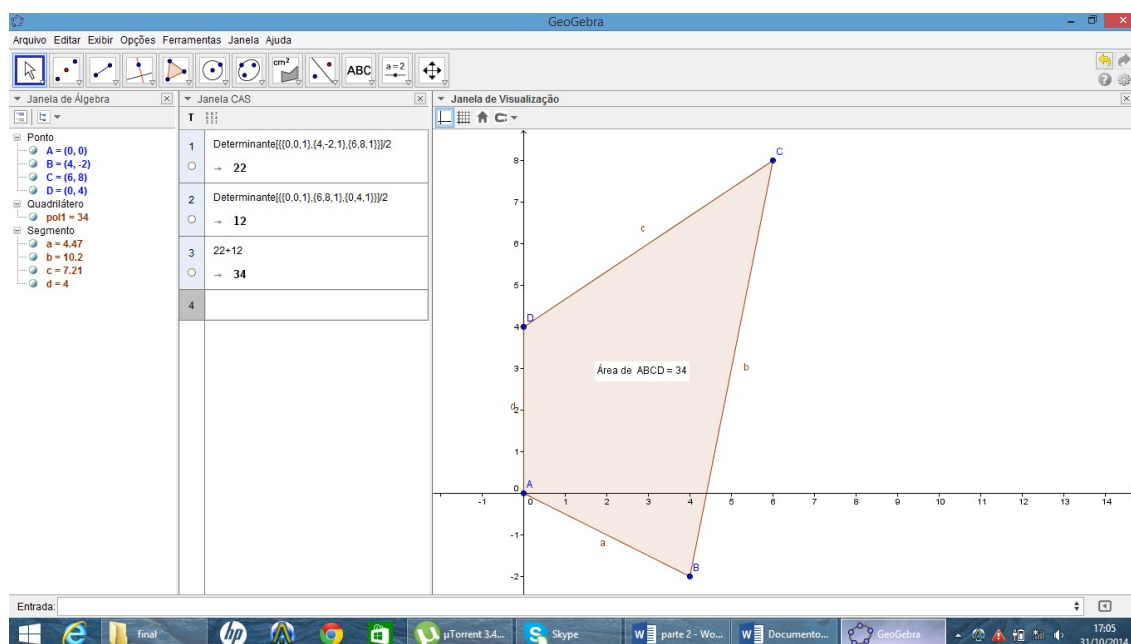 GeoGebra
Arquivo Editar Exibir Opções Ferramentas Janela Ajuda
cm²
ABC
a=2
Janela de Álgebra
Ponto
A = (0, 0)
B = (4, -2)
C = (6, 8)
D = (0, 4)
Quadrilátero
pol1 = 34
Segmento
a = 4.47
b = 10.2
c = 7.21
d = 4
Janela CAS
T
1 Determinante[{{0,0,1},{4,-2,1},{6,8,1}}]/2
→ 22
2 Determinante[{{0,0,1},{6,8,1},{0,4,1}}]/2
→ 12
3 22+12
→ 34
4
Janela de Visualização
C
8
7
c
6
5
D
4
Área de ABCD = 34
b
3
d
2
1
A
0
-1 0 1 2 3 4 5 6 7 8 9 10 11 12 13 14
-1
a
B
-2
Entrada:
final
hp
µTorrent 3.4...
Skype
parte 2 - Wo...
Documento...
GeoGebra
17:05
31/10/2014